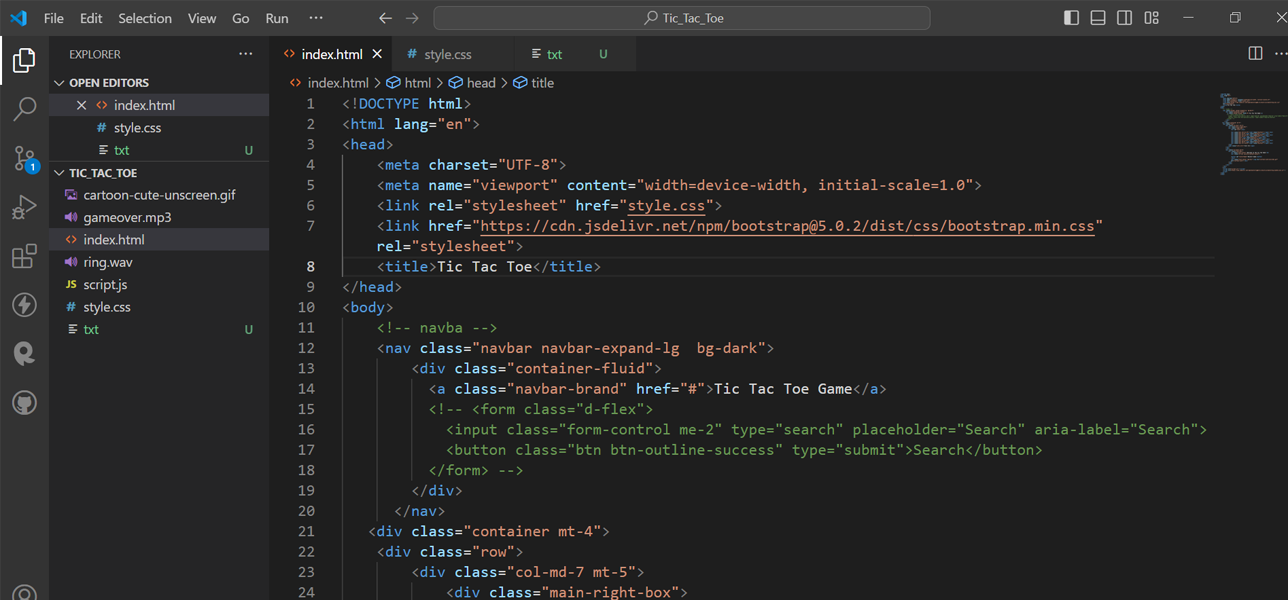 File Edit Selection View Go Run ··· Tic_Tac_Toe
EXPLORER ···
OPEN EDITORS
index.html
style.css
txt U
TIC_TAC_TOE
cartoon-cute-unscreen.gif
gameover.mp3
index.html
ring.wav
JS script.js
# style.css
txt U
1
index.html # style.css txt U
index.html > html > head > title
1 <!DOCTYPE html>
2 <html lang="en">
3 <head>
4 <meta charset="UTF-8">
5 <meta name="viewport" content="width=device-width, initial-scale=1.0">
6 <link rel="stylesheet" href="style.css">
7 <link href="https://cdn.jsdelivr.net/npm/bootstrap@5.0.2/dist/css/bootstrap.min.css"
rel="stylesheet">
8 <title>Tic Tac Toe</title>
9 </head>
10 <body>
11 <!-- navba -->
12 <nav class="navbar navbar-expand-lg  bg-dark">
13 <div class="container-fluid">
14 <a class="navbar-brand" href="#">Tic Tac Toe Game</a>
15 <!-- <form class="d-flex">
16 <input class="form-control me-2" type="search" placeholder="Search" aria-label="Search">
17 <button class="btn btn-outline-success" type="submit">Search</button>
18 </form> -->
19 </div>
20 </nav>
21 <div class="container mt-4">
22 <div class="row">
23 <div class="col-md-7 mt-5">
24 <div class="main-right-box">